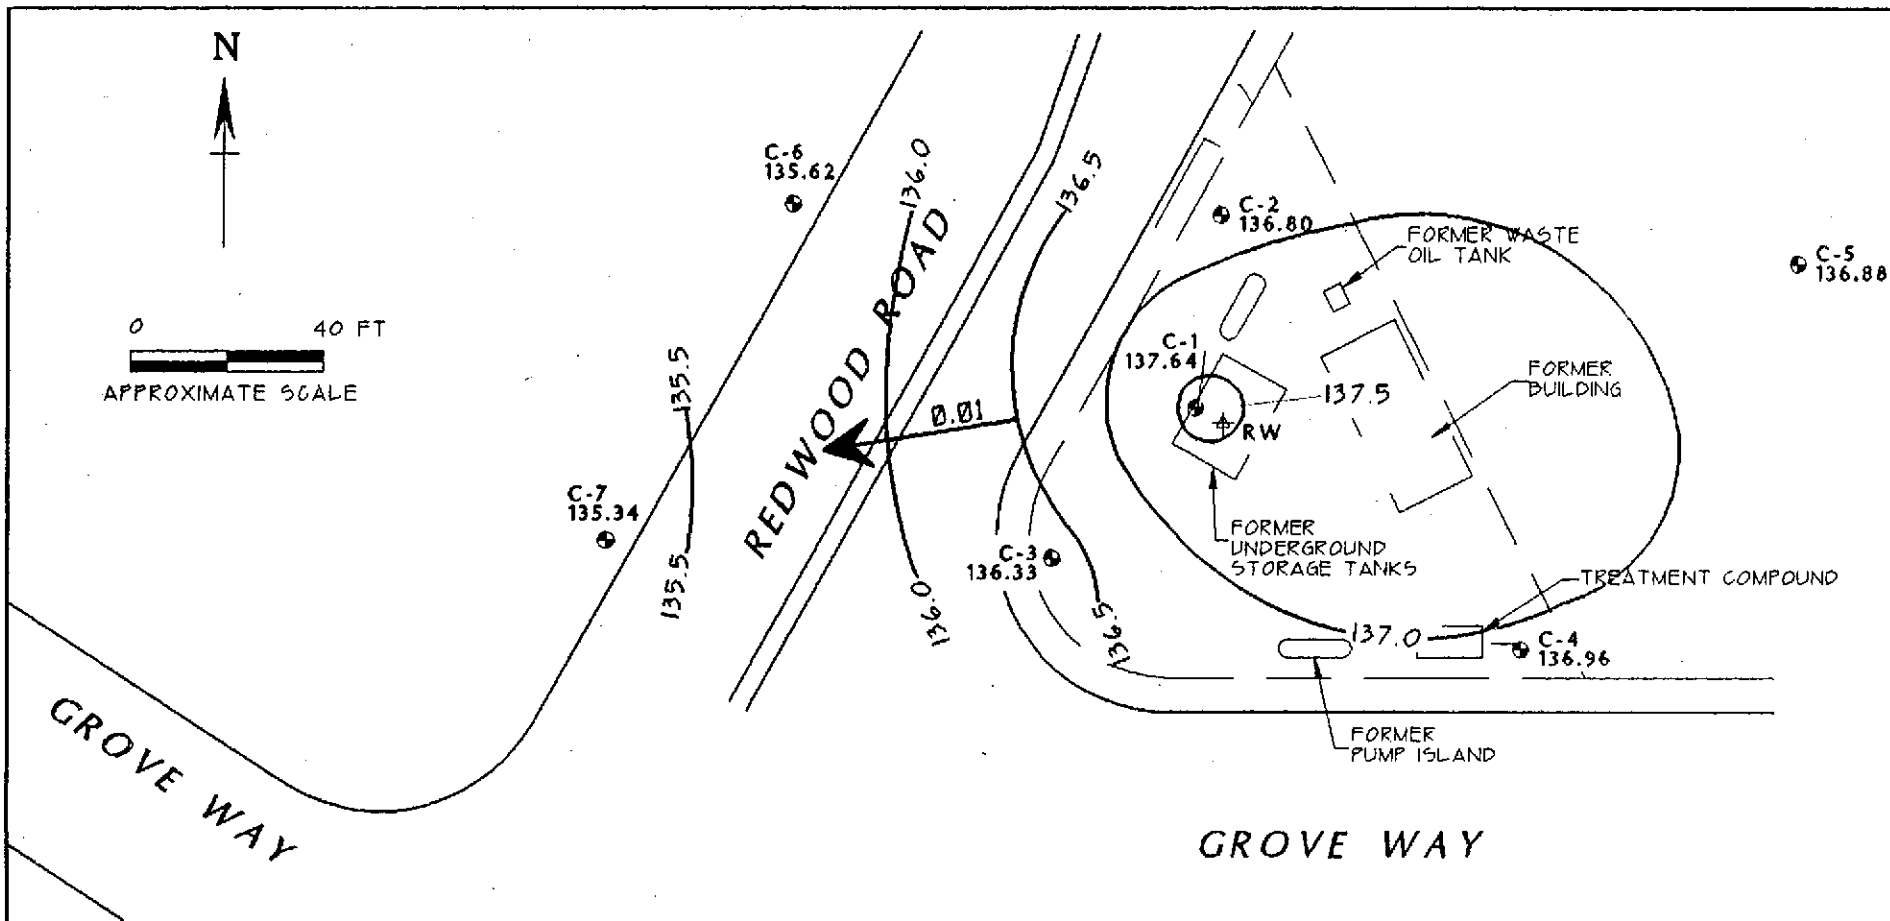 N
C-6
135.62
136.0
136.5
C-2
136.80
FORMER WASTE
OIL TANK
C-5
136.88
0
40 FT
APPROXIMATE SCALE
REDWOOD ROAD
C-1
137.64
137.5
RW
FORMER
BUILDING
135.5
0.01
C-7
135.34
135.5
C-3
136.33
136.0
136.5
FORMER
UNDERGROUND
STORAGE TANKS
TREATMENT COMPOUND
137.0
C-4
136.96
FORMER
PUMP ISLAND
GROVE WAY
GROVE WAY